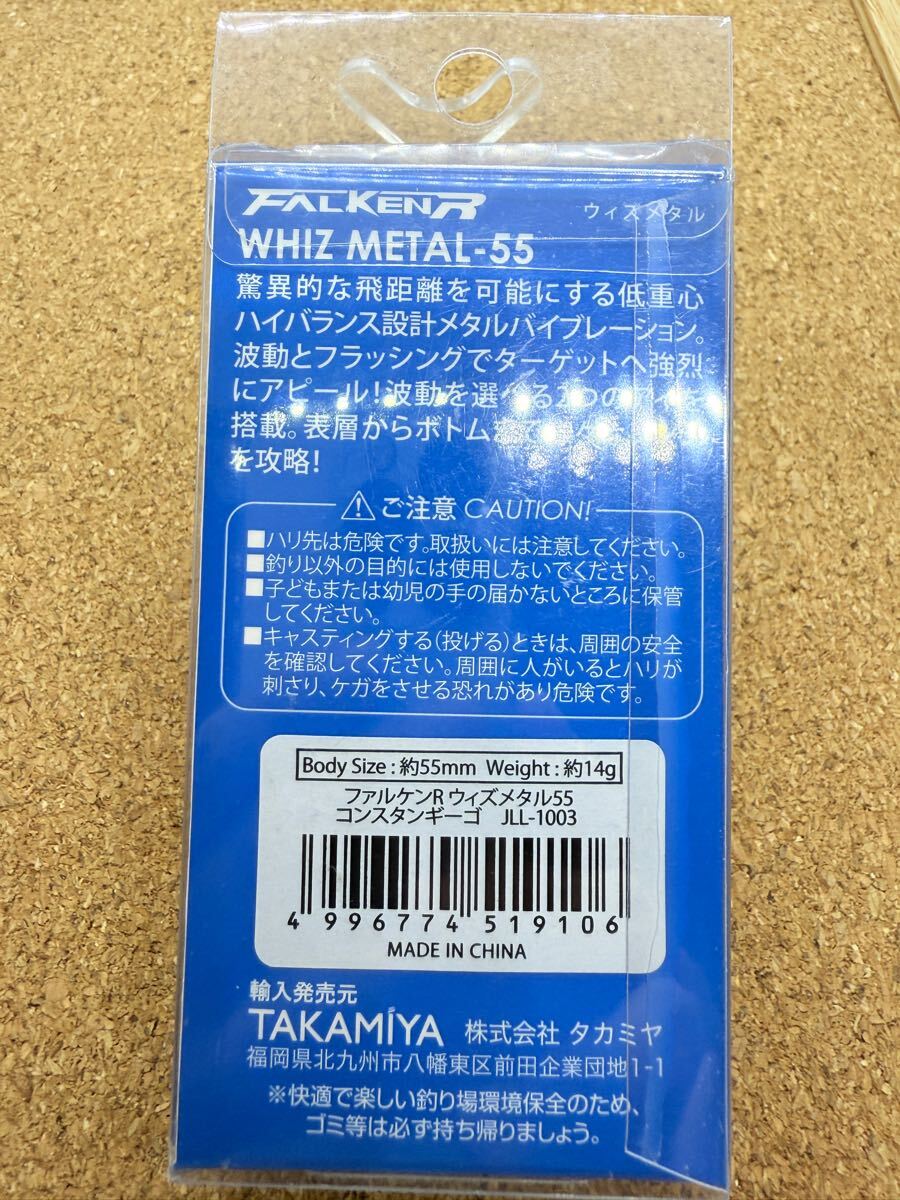 FALKEN R
ウィズメタル
WHIZ METAL-55
驚異的な飛距離を可能にする低重心
ハイバランス設計メタルバイブレーション。
波動とフラッシングでターゲットへ強烈
にアピール!波動を選べる2つの
搭載。表層からボトムまで
を攻略!
⚠ご注意 CAUTION!
■ハリ先は危険です。取扱いには注意してください。
■釣り以外の目的には使用しないでください。
■子どもまたは幼児の手の届かないところに保管
してください。
■キャスティングする(投げる)ときは、周囲の安全
を確認してください。周囲に人がいるとハリが
刺さり、ケガをさせる恐れがあり危険です。
Body Size : 約55mm Weight : 約14g
ファルケンR ウィズメタル55
コンスタンギーゴ JLL-1003
4 996774 519106
MADE IN CHINA
輸入発売元
TAKAMÍYA 株式会社 タカミヤ
福岡県北九州市八幡東区前田企業団地1-1
※快適で楽しい釣り場環境保全のため、
ゴミ等は必ず持ち帰りましょう。